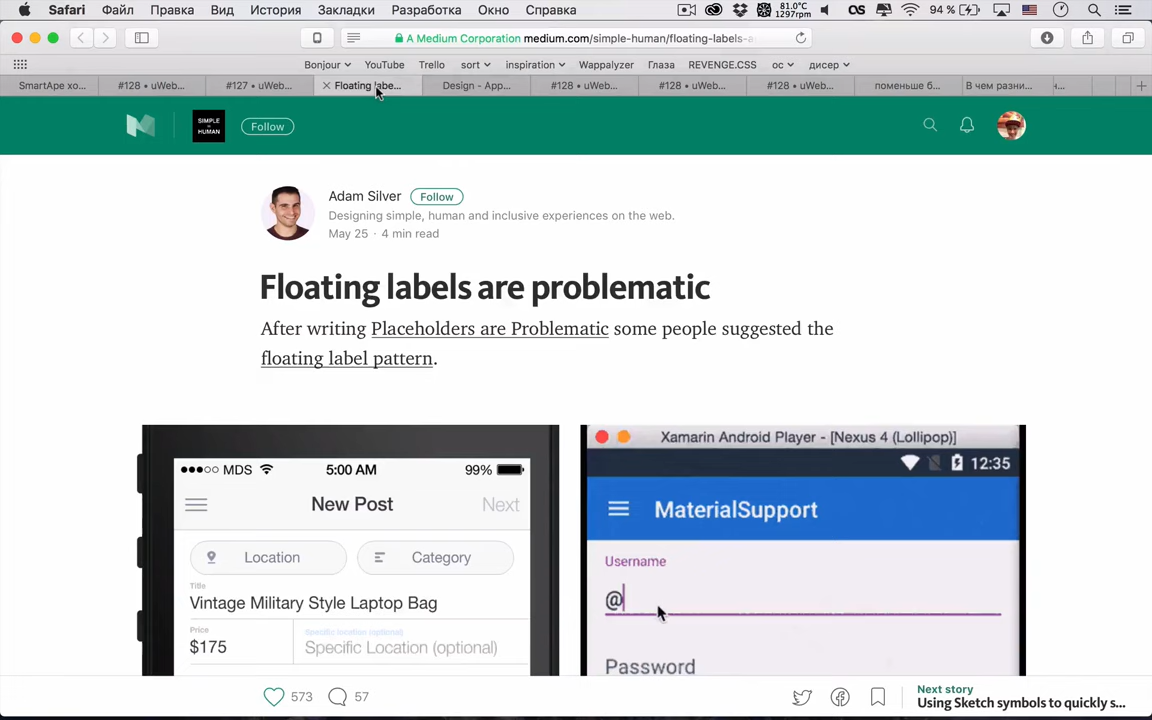 Safari Файл Правка Вид История Закладки Разработка Окно Справка 81.0°C 1297rpm 94 %
A Medium Corporation medium.com/simple-human/floating-labels-a
Bonjour YouTube Trello sort inspiration Wappalyzer Глаза REVENGE.CSS ос дисер
SmartApe хо... #128 • uWeb... #127 • uWeb... Floating labe... Design - App... #128 • uWeb... #128 • uWeb... #128 • uWeb... поменьше б... В чем разни...
SIMPLE = HUMAN Follow
Adam Silver Follow
Designing simple, human and inclusive experiences on the web.
May 25 · 4 min read
Floating labels are problematic
After writing Placeholders are Problematic some people suggested the
floating label pattern.
MDS 5:00 AM 99%
New Post Next
Location Category
Title
Vintage Military Style Laptop Bag
Price Specific location (optional)
$175 Specific Location (optional)
Xamarin Android Player - [Nexus 4 (Lollipop)]
12:35
MaterialSupport
Username
@
Password
573 57
Next story
Using Sketch symbols to quickly s...